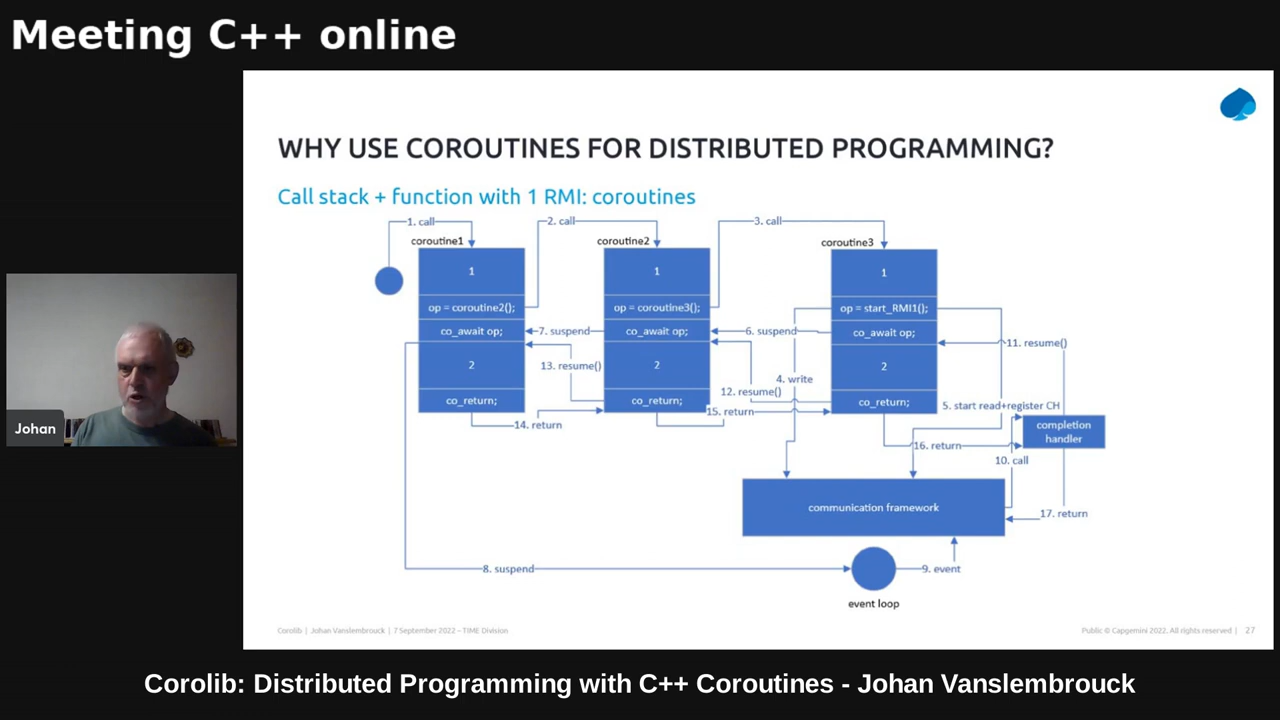 Meeting C++ online
WHY USE COROUTINES FOR DISTRIBUTED PROGRAMMING?
Call stack + function with 1 RMI: coroutines
1. call
2. call
3. call
coroutine1
coroutine2
coroutine3
1
1
1
op = coroutine2();
op = coroutine3();
op = start_RMI1();
co_await op;
7. suspend
co_await op;
6. suspend
co_await op;
11. resume()
2
13. resume()
2
4. write
2
12. resume()
co_return;
co_return;
co_return;
5. start read+register CH
15. return
14. return
completion
handler
16. return
10. call
communication framework
17. return
8. suspend
9. event
event loop
Corolib | Johan Vanslembrouck | 7 September 2022 – TIME Division
Public © Capgemini 2022. All rights reserved | 27
Johan
Corolib: Distributed Programming with C++ Coroutines - Johan Vanslembrouck